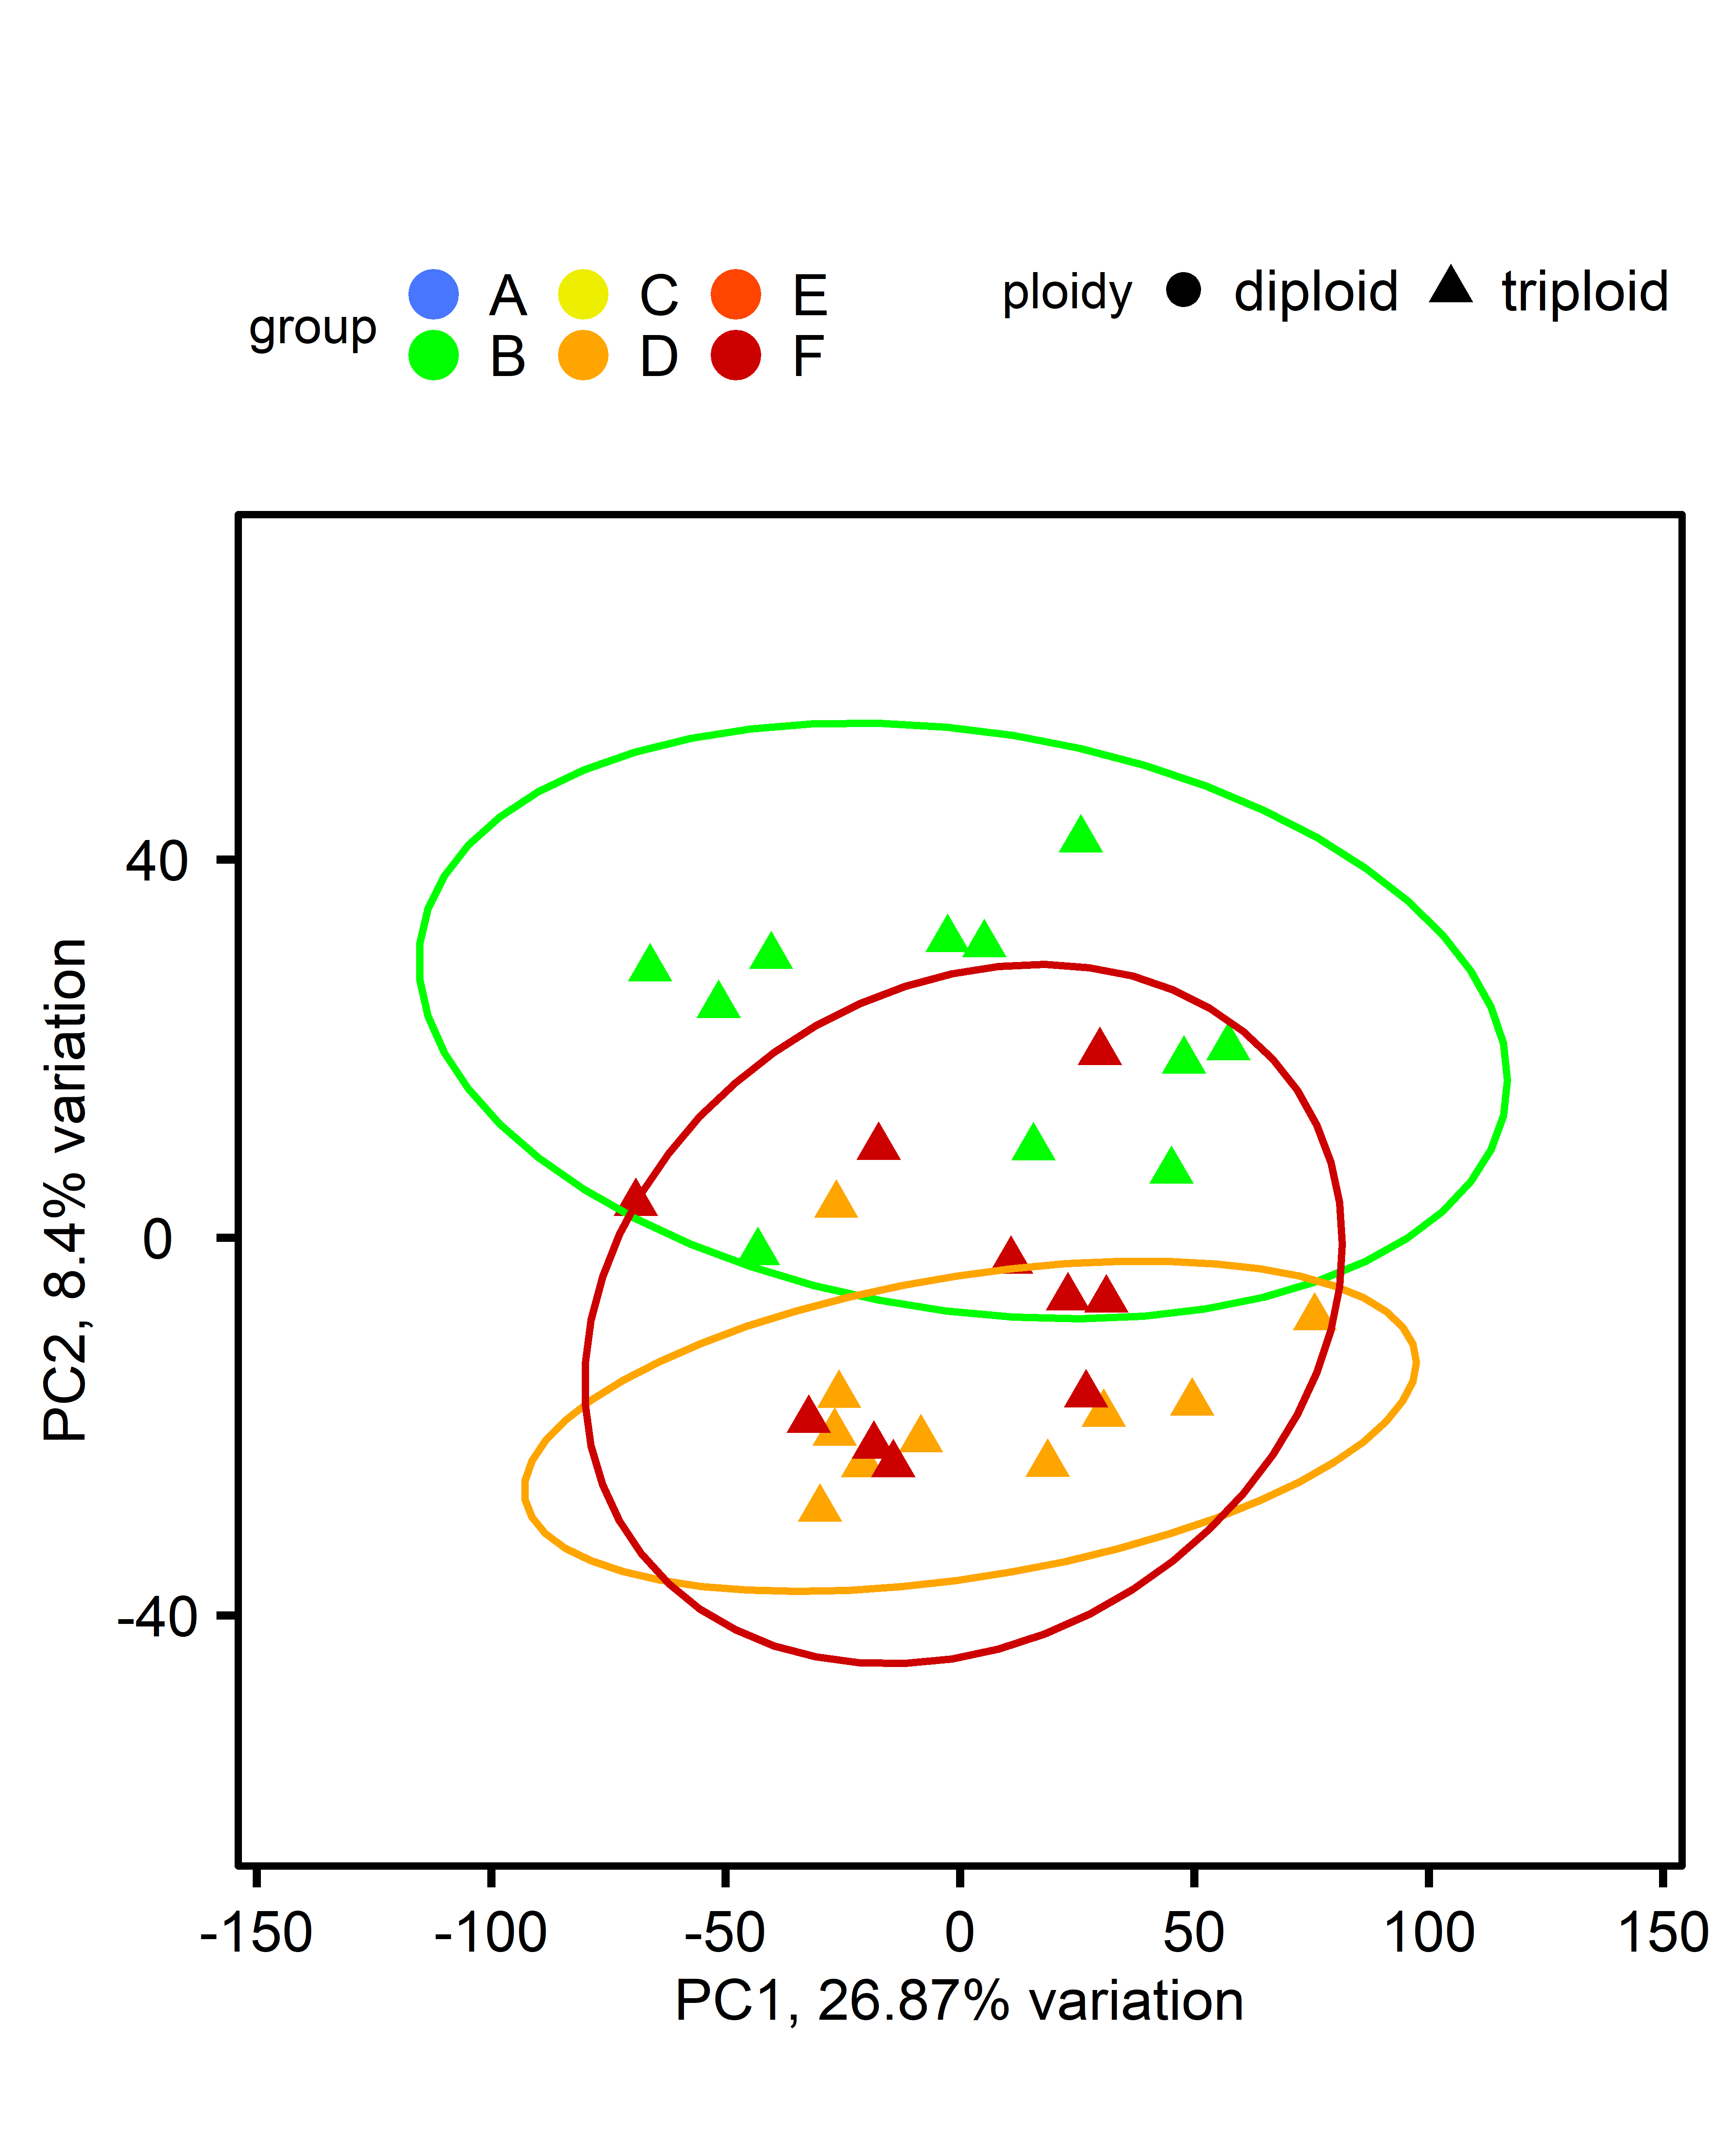 group
A C E
B D F
ploidy diploid triploid
PC2, 8.4% variation
40
0
-40
-150 -100 -50 0 50 100 150
PC1, 26.87% variation